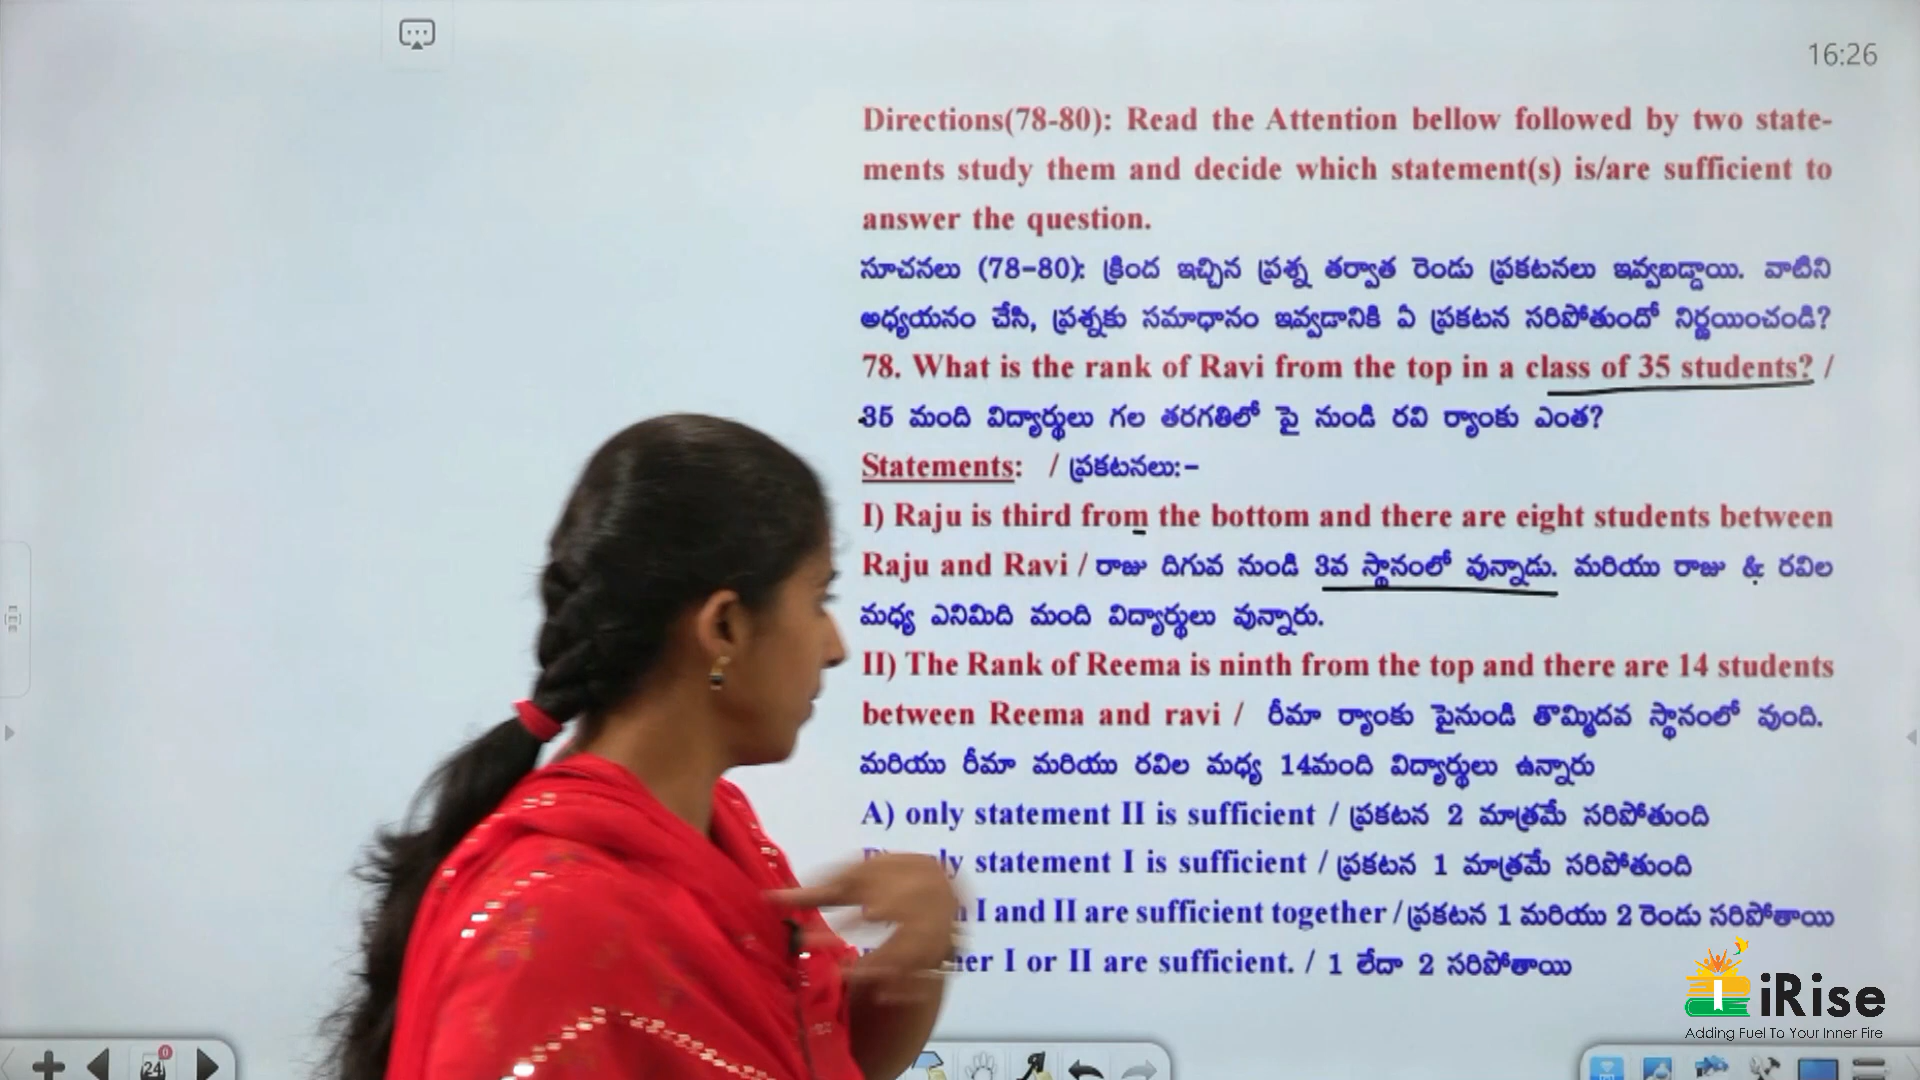 16:26
Directions(78-80): Read the Attention bellow followed by two state-
ments study them and decide which statement(s) is/are sufficient to
answer the question.
సూచనలు (78-80): క్రింద ఇచ్చిన ప్రశ్న తర్వాత రెండు ప్రకటనలు ఇవ్వబడ్డాయి. వాటిని
అధ్యయనం చేసి, ప్రశ్నకు సమాధానం ఇవ్వడానికి ఏ ప్రకటన సరిపోతుందో నిర్ణయించండి?
78. What is the rank of Ravi from the top in a class of 35 students? /
35 మంది విద్యార్థులు గల తరగతిలో పై నుండి రవి ర్యాంకు ఎంత?
Statements: / ప్రకటనలు:-
I) Raju is third from the bottom and there are eight students between
Raju and Ravi / రాజు దిగువ నుండి 3వ స్థానంలో వున్నాడు. మరియు రాజు & రవిల
మధ్య ఎనిమిది మంది విద్యార్థులు వున్నారు.
II) The Rank of Reema is ninth from the top and there are 14 students
between Reema and ravi / రీమా ర్యాంకు పైనుండి తొమ్మిదవ స్థానంలో వుంది.
మరియు రీమా మరియు రవిల మధ్య 14మంది విద్యార్థులు ఉన్నారు
A) only statement II is sufficient / ప్రకటన 2 మాత్రమే సరిపోతుంది
statement I is sufficient / ప్రకటన 1 మాత్రమే సరిపోతుంది
I and II are sufficient together / ప్రకటన 1 మరియు 2 రెండు సరిపోతాయి
I or II are sufficient. / 1 లేదా 2 సరిపోతాయి
iRise
Adding Fuel To Your Inner Fire
24
0